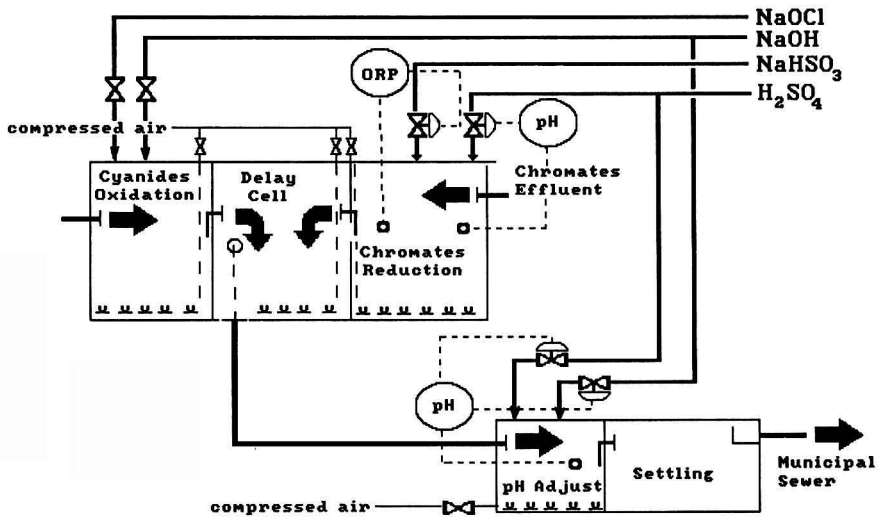 NaOCl
NaOH
NaHSO₃
H₂SO₄
ORP
pH
compressed air
Cyanides
Oxidation
Delay
Cell
Chromates
Effluent
Chromates
Reduction
pH
pH Adjust
Settling
Municipal
Sewer
compressed air